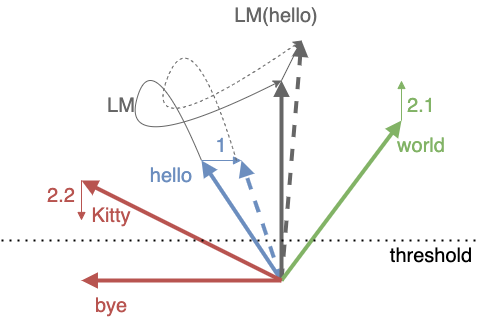 LM(hello)
LM
2.1
1
world
hello
2.2
Kitty
threshold
bye